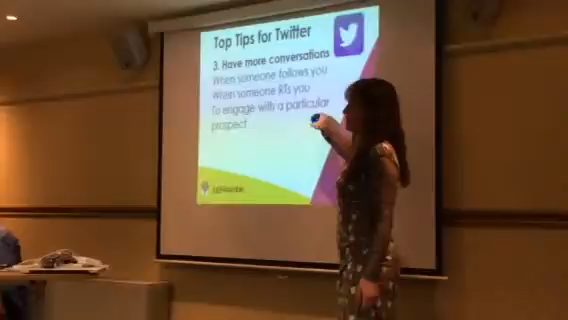 Top Tips for Twitter
3. Have more conversations
When someone follows you
When someone RTs you
To engage with a particular
prospect